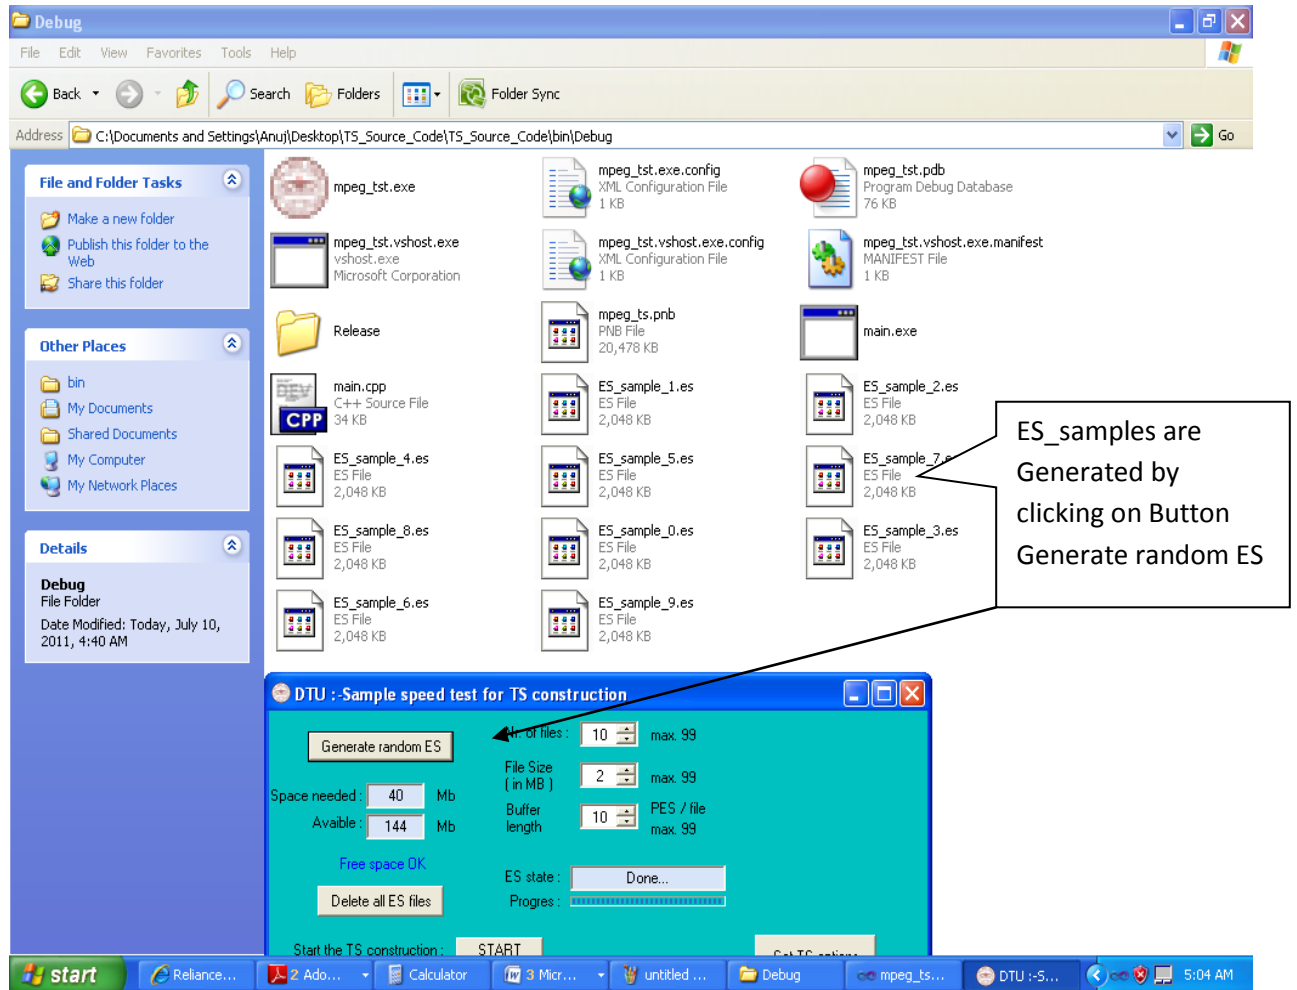 Debug
File Edit View Favorites Tools Help
Back Search Folders Folder Sync
Address C:\Documents and Settings\Anuj\Desktop\TS_Source_Code\TS_Source_Code\bin\Debug Go
File and Folder Tasks
Make a new folder
Publish this folder to the
Web
Share this folder
Other Places
bin
My Documents
Shared Documents
My Computer
My Network Places
Details
Debug
File Folder
Date Modified: Today, July 10,
2011, 4:40 AM
mpeg_tst.exe
mpeg_tst.exe.config
XML Configuration File
1 KB
mpeg_tst.pdb
Program Debug Database
76 KB
mpeg_tst.vshost.exe
vshost.exe
Microsoft Corporation
mpeg_tst.vshost.exe.config
XML Configuration File
1 KB
mpeg_tst.vshost.exe.manifest
MANIFEST File
1 KB
Release
mpeg_ts.pnb
PNB File
20,478 KB
main.exe
main.cpp
C++ Source File
34 KB
ES_sample_1.es
ES File
2,048 KB
ES_sample_2.es
ES File
2,048 KB
ES_sample_4.es
ES File
2,048 KB
ES_sample_5.es
ES File
2,048 KB
ES_sample_7.e
ES File
2,048 KB
ES_sample_8.es
ES File
2,048 KB
ES_sample_0.es
ES File
2,048 KB
ES_sample_3.es
ES File
2,048 KB
ES_sample_6.es
ES File
2,048 KB
ES_sample_9.es
ES File
2,048 KB
ES_samples are
Generated by
clicking on Button
Generate random ES
DTU :-Sample speed test for TS construction
Generate random ES
Nr. of files : 10 max. 99
File Size
( in MB ) 2 max. 99
Space needed : 40 Mb
Buffer
length 10 PES / file
max. 99
Avaible : 144 Mb
Free space OK
ES state : Done...
Delete all ES files
Progres :
Start the TS construction : START
start Reliance... 2 Ado... Calculator 3 Micr... untitled ... Debug mpeg_ts... DTU :-S... 5:04 AM